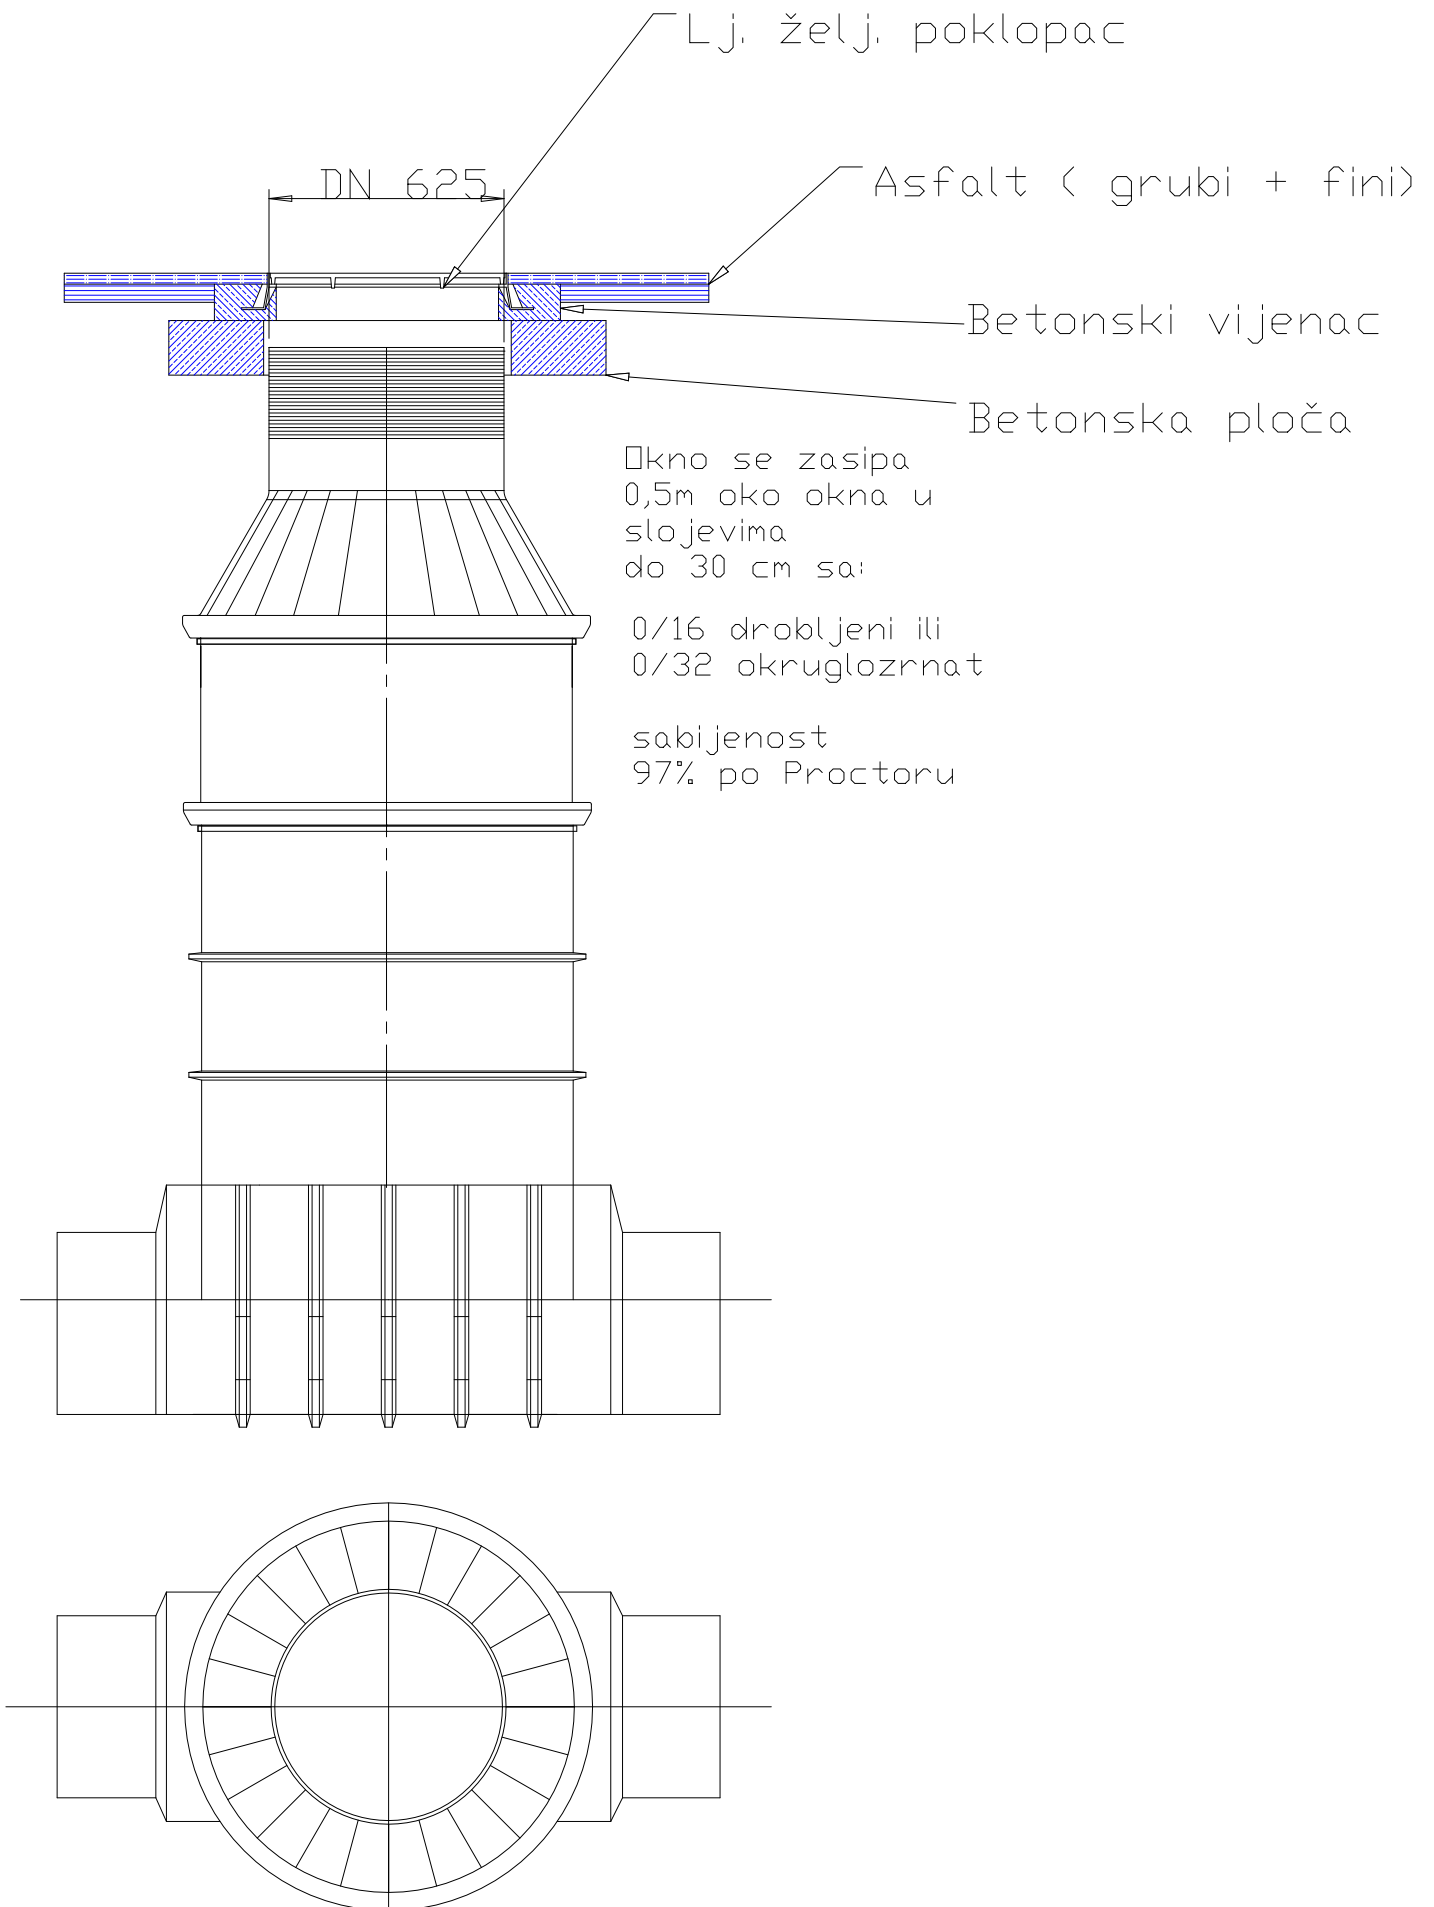 Lj. želj. poklopac
DN 625
Asfalt ( grubi + fini)
Betonski vijenac
Betonska ploča
Okno se zasipa
0,5m oko okna u
slojevima
do 30 cm sa:
0/16 drobljeni ili
0/32 okruglozrnat
sabijenost
97% po Proctoru